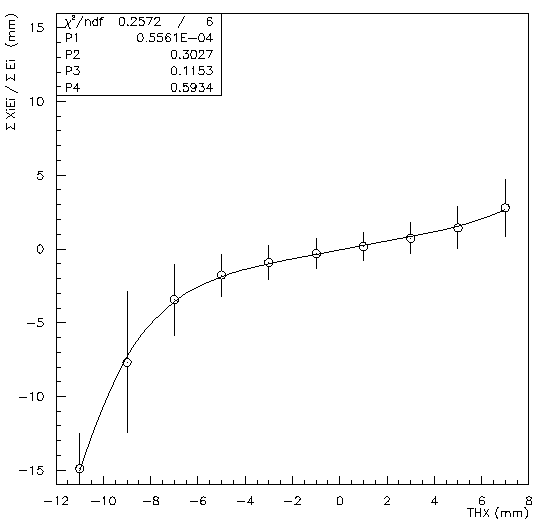 χ²/ndf 0.2572 / 6
P1 0.5561E-04
P2 0.3027
P3 0.1153
P4 0.5934
Σ XiEi / Σ Ei (mm)
15
10
5
0
-5
-10
-15
-12 -10 -8 -6 -4 -2 0 2 4 6 8
THX (mm)